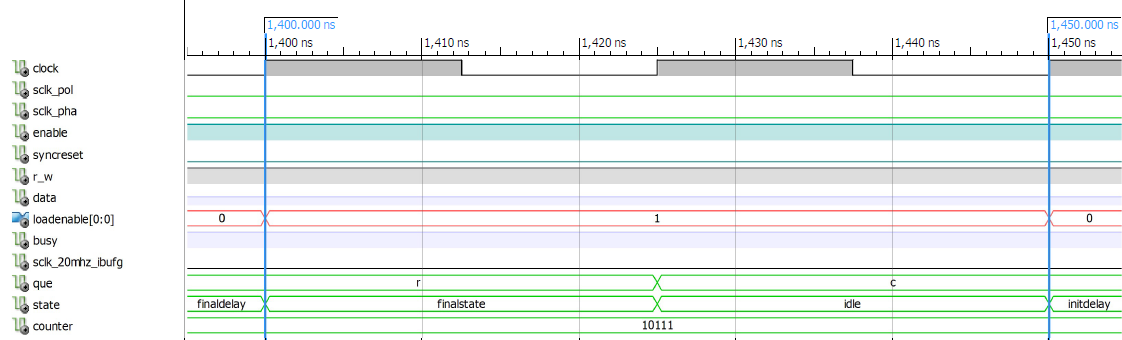 1,400.000 ns 1,450.000 ns
1,400 ns 1,410 ns 1,420 ns 1,430 ns 1,440 ns 1,450 ns
clock
sclk_pol
sclk_pha
enable
syncreset
r_w
data
loadenable[0:0] 0 1 0
busy
sclk_20mhz_ibufg
que r c
state finaldelay finalstate idle initdelay
counter 10111